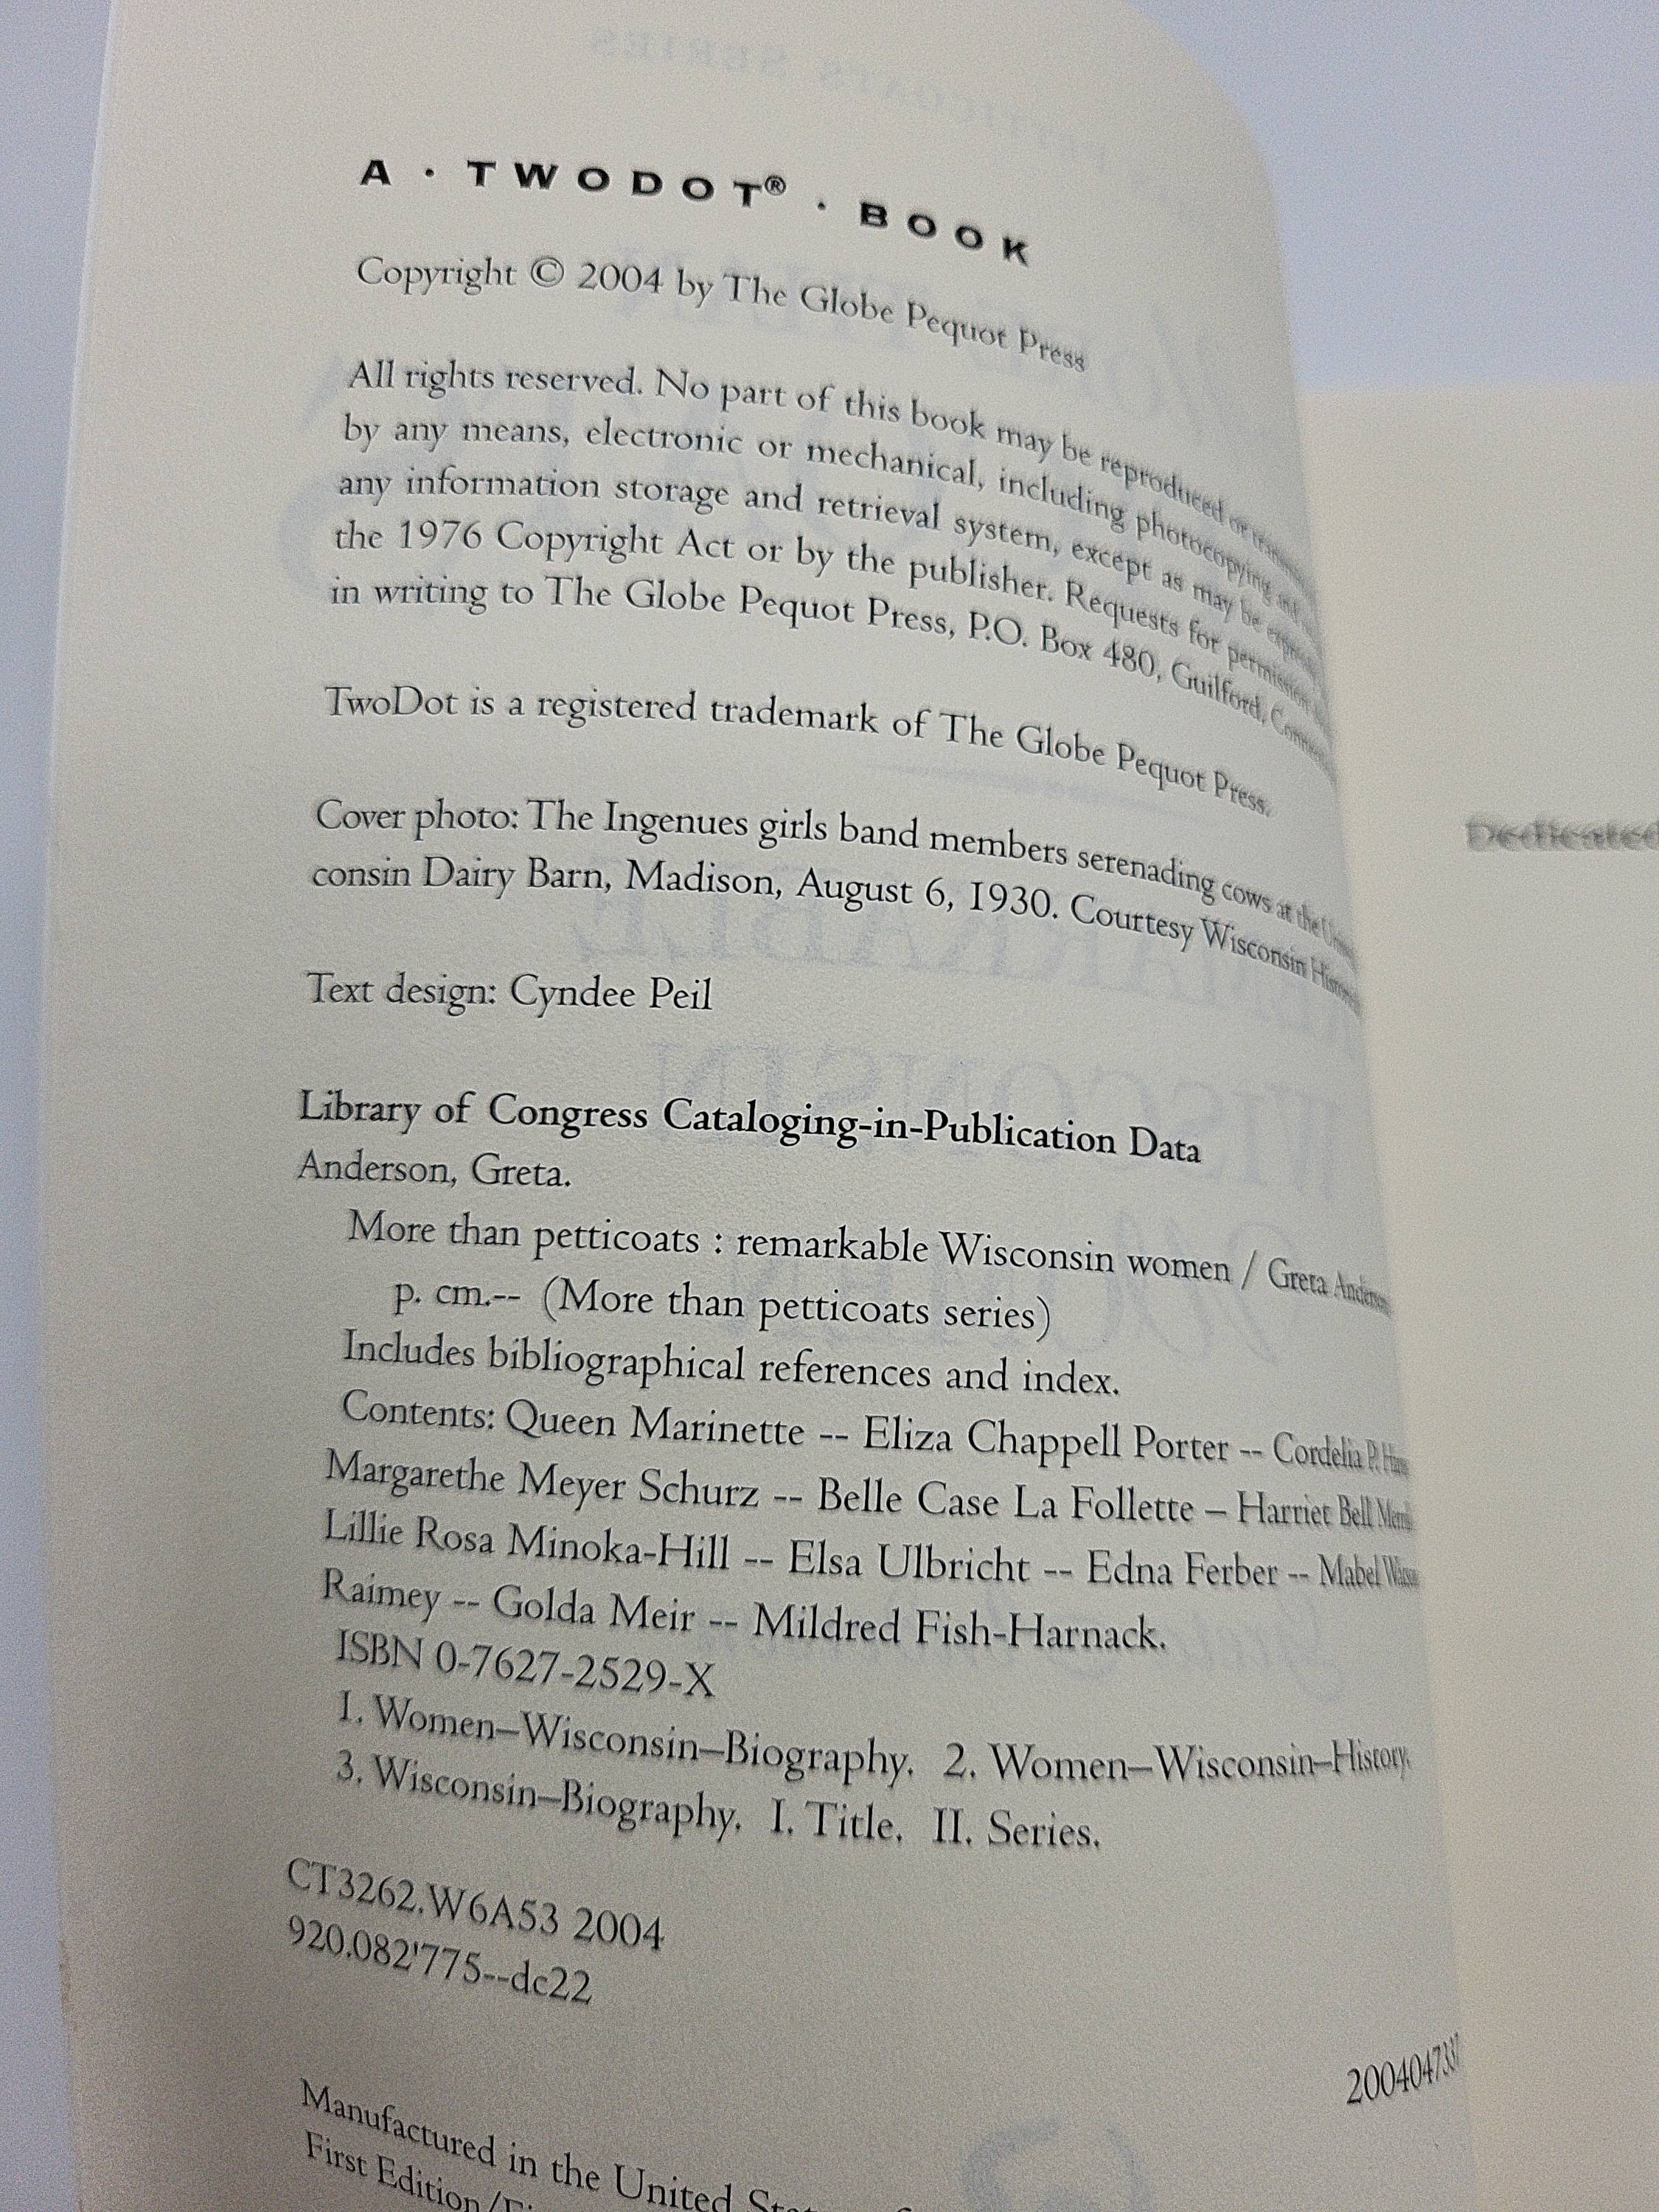 A · TWODOT® · BOOK
Copyright © 2004 by The Globe Pequot Press
All rights reserved. No part of this book may be reproduced or
by any means, electronic or mechanical, including photocopying and
any information storage and retrieval system, except as may be
the 1976 Copyright Act or by the publisher. Requests for permission
in writing to The Globe Pequot Press, P.O. Box 480, Guilford,
TwoDot is a registered trademark of The Globe Pequot Press.
Cover photo: The Ingenues girls band members serenading cows at the
consin Dairy Barn, Madison, August 6, 1930. Courtesy Wisconsin
Text design: Cyndee Peil
Library of Congress Cataloging-in-Publication Data
Anderson, Greta.
More than petticoats : remarkable Wisconsin women / Greta Anderson
p. cm.-- (More than petticoats series)
Includes bibliographical references and index.
Contents: Queen Marinette -- Eliza Chappell Porter -- Cordelia P.
Margarethe Meyer Schurz -- Belle Case La Follette – Harriet Bell
Lillie Rosa Minoka-Hill -- Elsa Ulbricht -- Edna Ferber -- Mabel
Raimey -- Golda Meir -- Mildred Fish-Harnack.
ISBN 0-7627-2529-X
1. Women–Wisconsin–Biography. 2. Women–Wisconsin–History.
3. Wisconsin–Biography. I. Title. II. Series.
CT3262.W6A53 2004
920.082'775--dc22
2004047337
Manufactured in the United
First Edition/
Dedicated